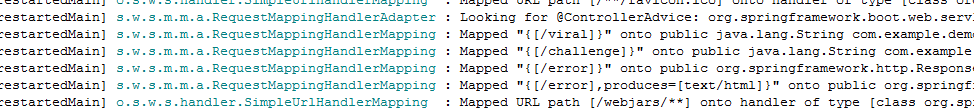 restartedMain] o.s.w.s.handler.SimpleUrlHandlerMapping : Mapped URL path [/**/favicon.ico] onto handler of type [class org.s
restartedMain] s.w.s.m.m.a.RequestMappingHandlerAdapter : Looking for @ControllerAdvice: org.springframework.boot.web.serv
restartedMain] s.w.s.m.m.a.RequestMappingHandlerMapping : Mapped "{[/viral]}" onto public java.lang.String com.example.demo
restartedMain] s.w.s.m.m.a.RequestMappingHandlerMapping : Mapped "{[/challenge]}" onto public java.lang.String com.example
restartedMain] s.w.s.m.m.a.RequestMappingHandlerMapping : Mapped "{[/error]}" onto public org.springframework.http.Respons
restartedMain] s.w.s.m.m.a.RequestMappingHandlerMapping : Mapped "{[/error],produces=[text/html]}" onto public org.springf
restartedMain] o.s.w.s.handler.SimpleUrlHandlerMapping : Mapped URL path [/webjars/**] onto handler of type [class org.sp